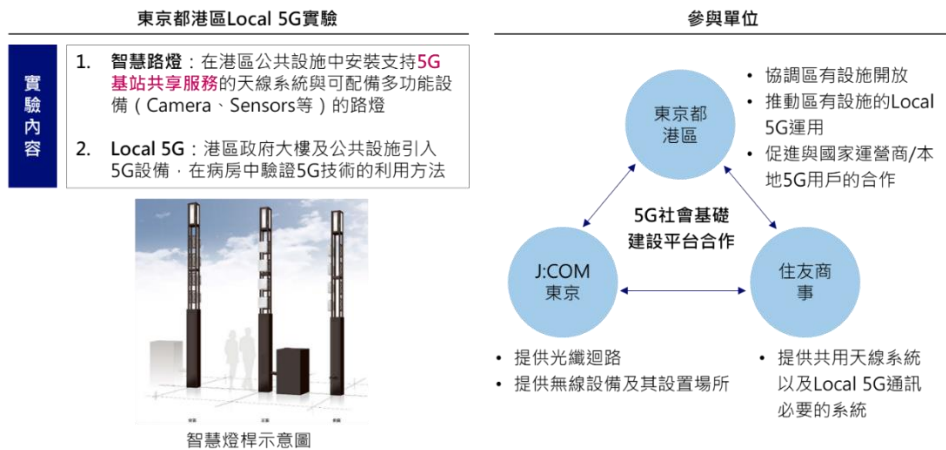 東京都港區Local 5G實驗
實驗內容
1. 智慧路燈：在港區公共設施中安裝支持5G
基站共享服務的天線系統與可配備多功能設
備（Camera、Sensors等）的路燈
2. Local 5G：港區政府大樓及公共設施引入
5G設備，在病房中驗證5G技術的利用方法
智慧燈桿示意圖
參與單位
東京都
港區
• 協調區有設施開放
• 推動區有設施的Local
5G運用
• 促進與國家運營商/本
地5G用戶的合作
5G社會基礎
建設平台合作
J:COM
東京
住友商
事
• 提供光纖迴路
• 提供無線設備及其設置場所
• 提供共用天線系統
以及Local 5G通訊
必要的系統